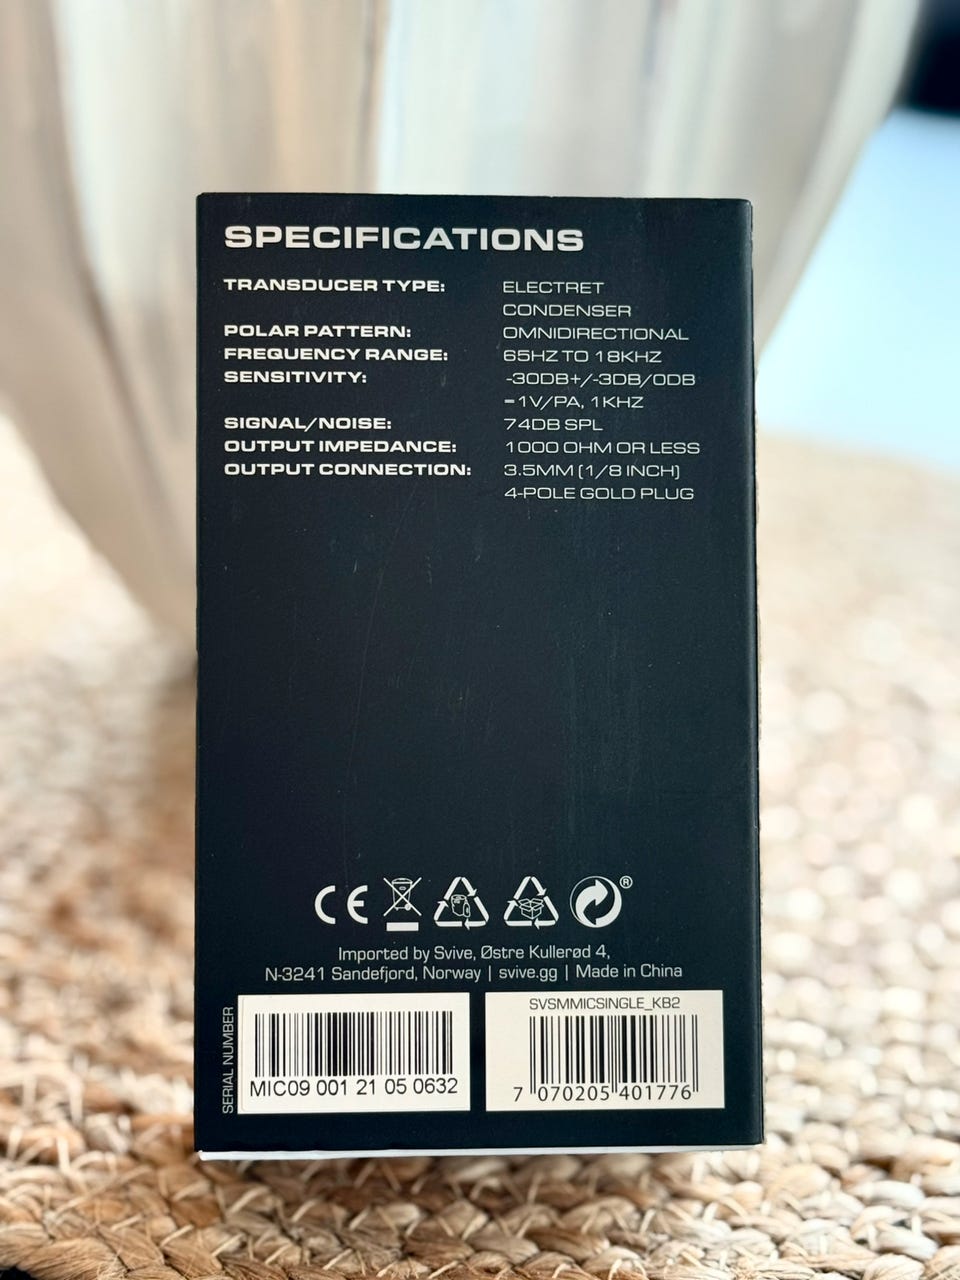 SPECIFICATIONS
TRANSDUCER TYPE: ELECTRET
CONDENSER
POLAR PATTERN: OMNIDIRECTIONAL
FREQUENCY RANGE: 65HZ TO 18KHZ
SENSITIVITY: -30DB+/-3DB/0DB
=1V/PA, 1KHZ
SIGNAL/NOISE: 74DB SPL
OUTPUT IMPEDANCE: 1000 OHM OR LESS
OUTPUT CONNECTION: 3.5MM (1/8 INCH)
4-POLE GOLD PLUG
CE
®
Imported by Svive, Østre Kullerød 4,
N-3241 Sandefjord, Norway | svive.gg | Made in China
SERIAL NUMBER
MIC09 001 21 05 0632
SVSMMICSINGLE_KB2
7 070205 401776